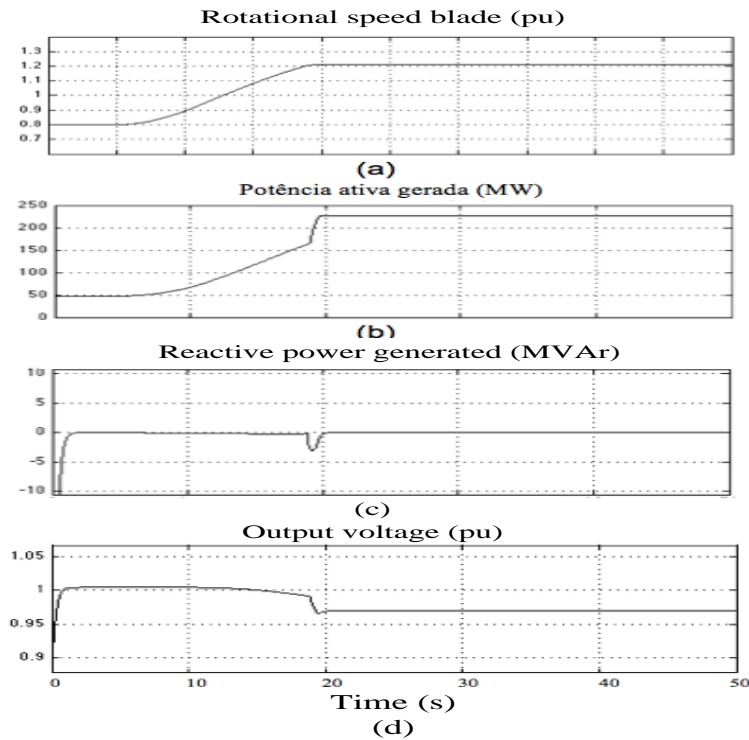 Rotational speed blade (pu)
1.3
1.2
1.1
1
0.9
0.8
0.7
(a)
Potência ativa gerada (MW)
250
200
150
100
50
0
(b)
Reactive power generated (MVAr)
10
5
0
-5
-10
(c)
Output voltage (pu)
1.05
1
0.95
0.9
0 10 20 30 40 50
Time (s)
(d)